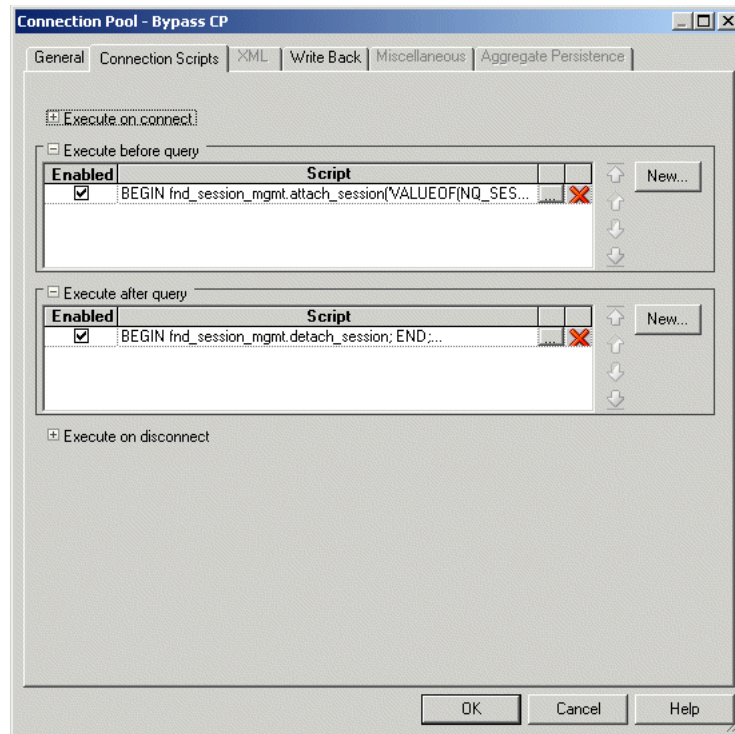 Connection Pool - Bypass CP
General Connection Scripts XML Write Back Miscellaneous Aggregate Persistence
Execute on connect
Execute before query
Enabled Script
BEGIN fnd_session_mgmt.attach_session('VALUEOF(NQ_SES... ...
New...
Execute after query
Enabled Script
BEGIN fnd_session_mgmt.detach_session; END;... ...
New...
Execute on disconnect
OK Cancel Help